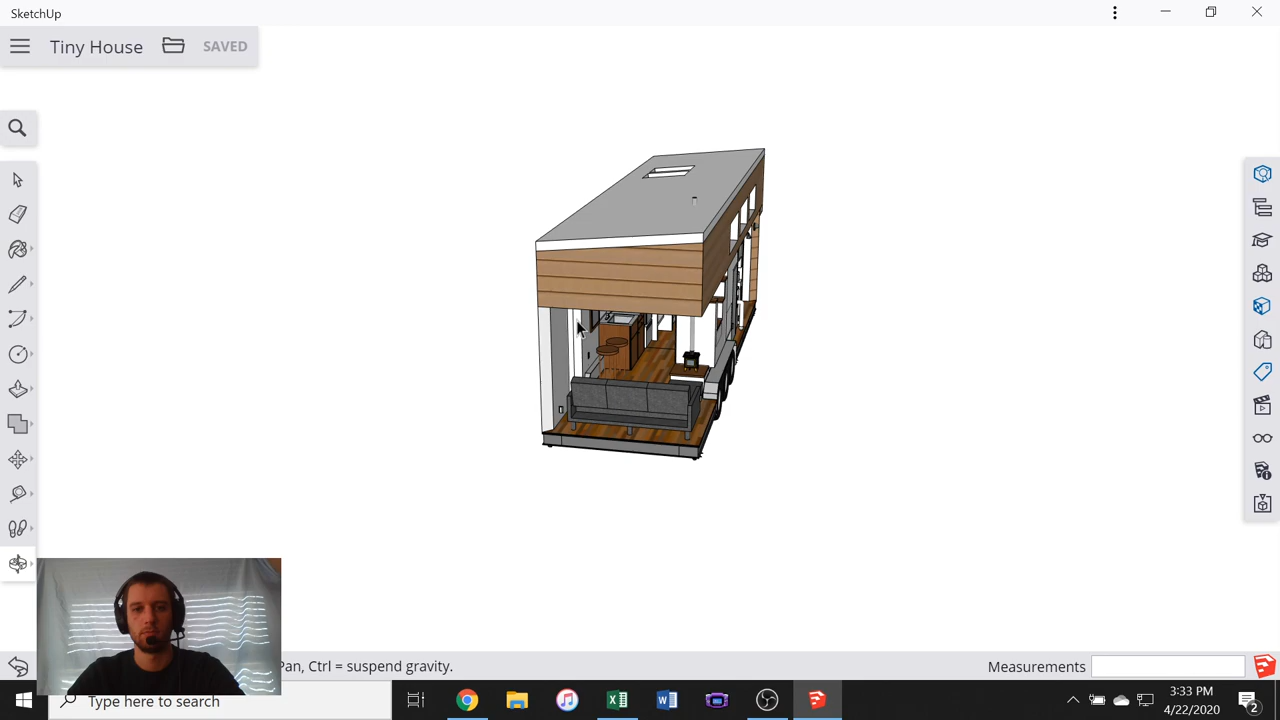 SketchUp
Tiny House
SAVED
Pan, Ctrl = suspend gravity.
Measurements
Type here to search
3:33 PM
4/22/2020
2